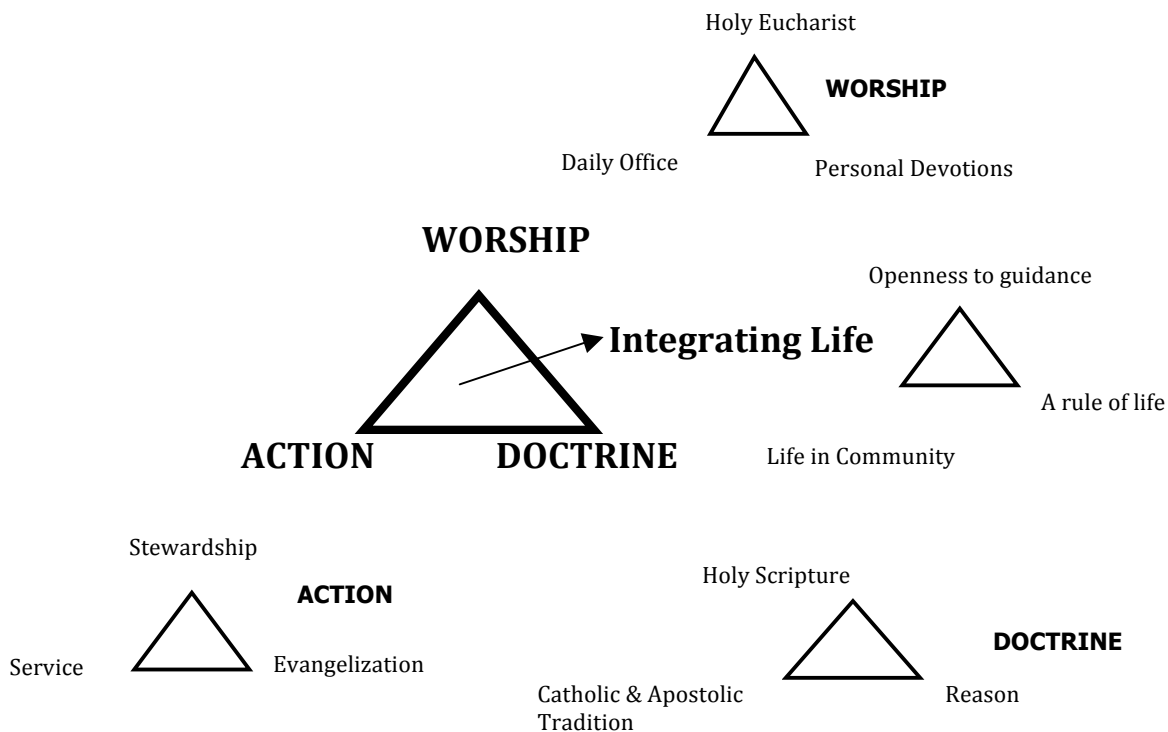 Holy Eucharist
WORSHIP
Daily Office
Personal Devotions
WORSHIP
Openness to guidance
Integrating Life
A rule of life
ACTION
DOCTRINE
Life in Community
Stewardship
ACTION
Service
Evangelization
Holy Scripture
DOCTRINE
Catholic & Apostolic
Tradition
Reason